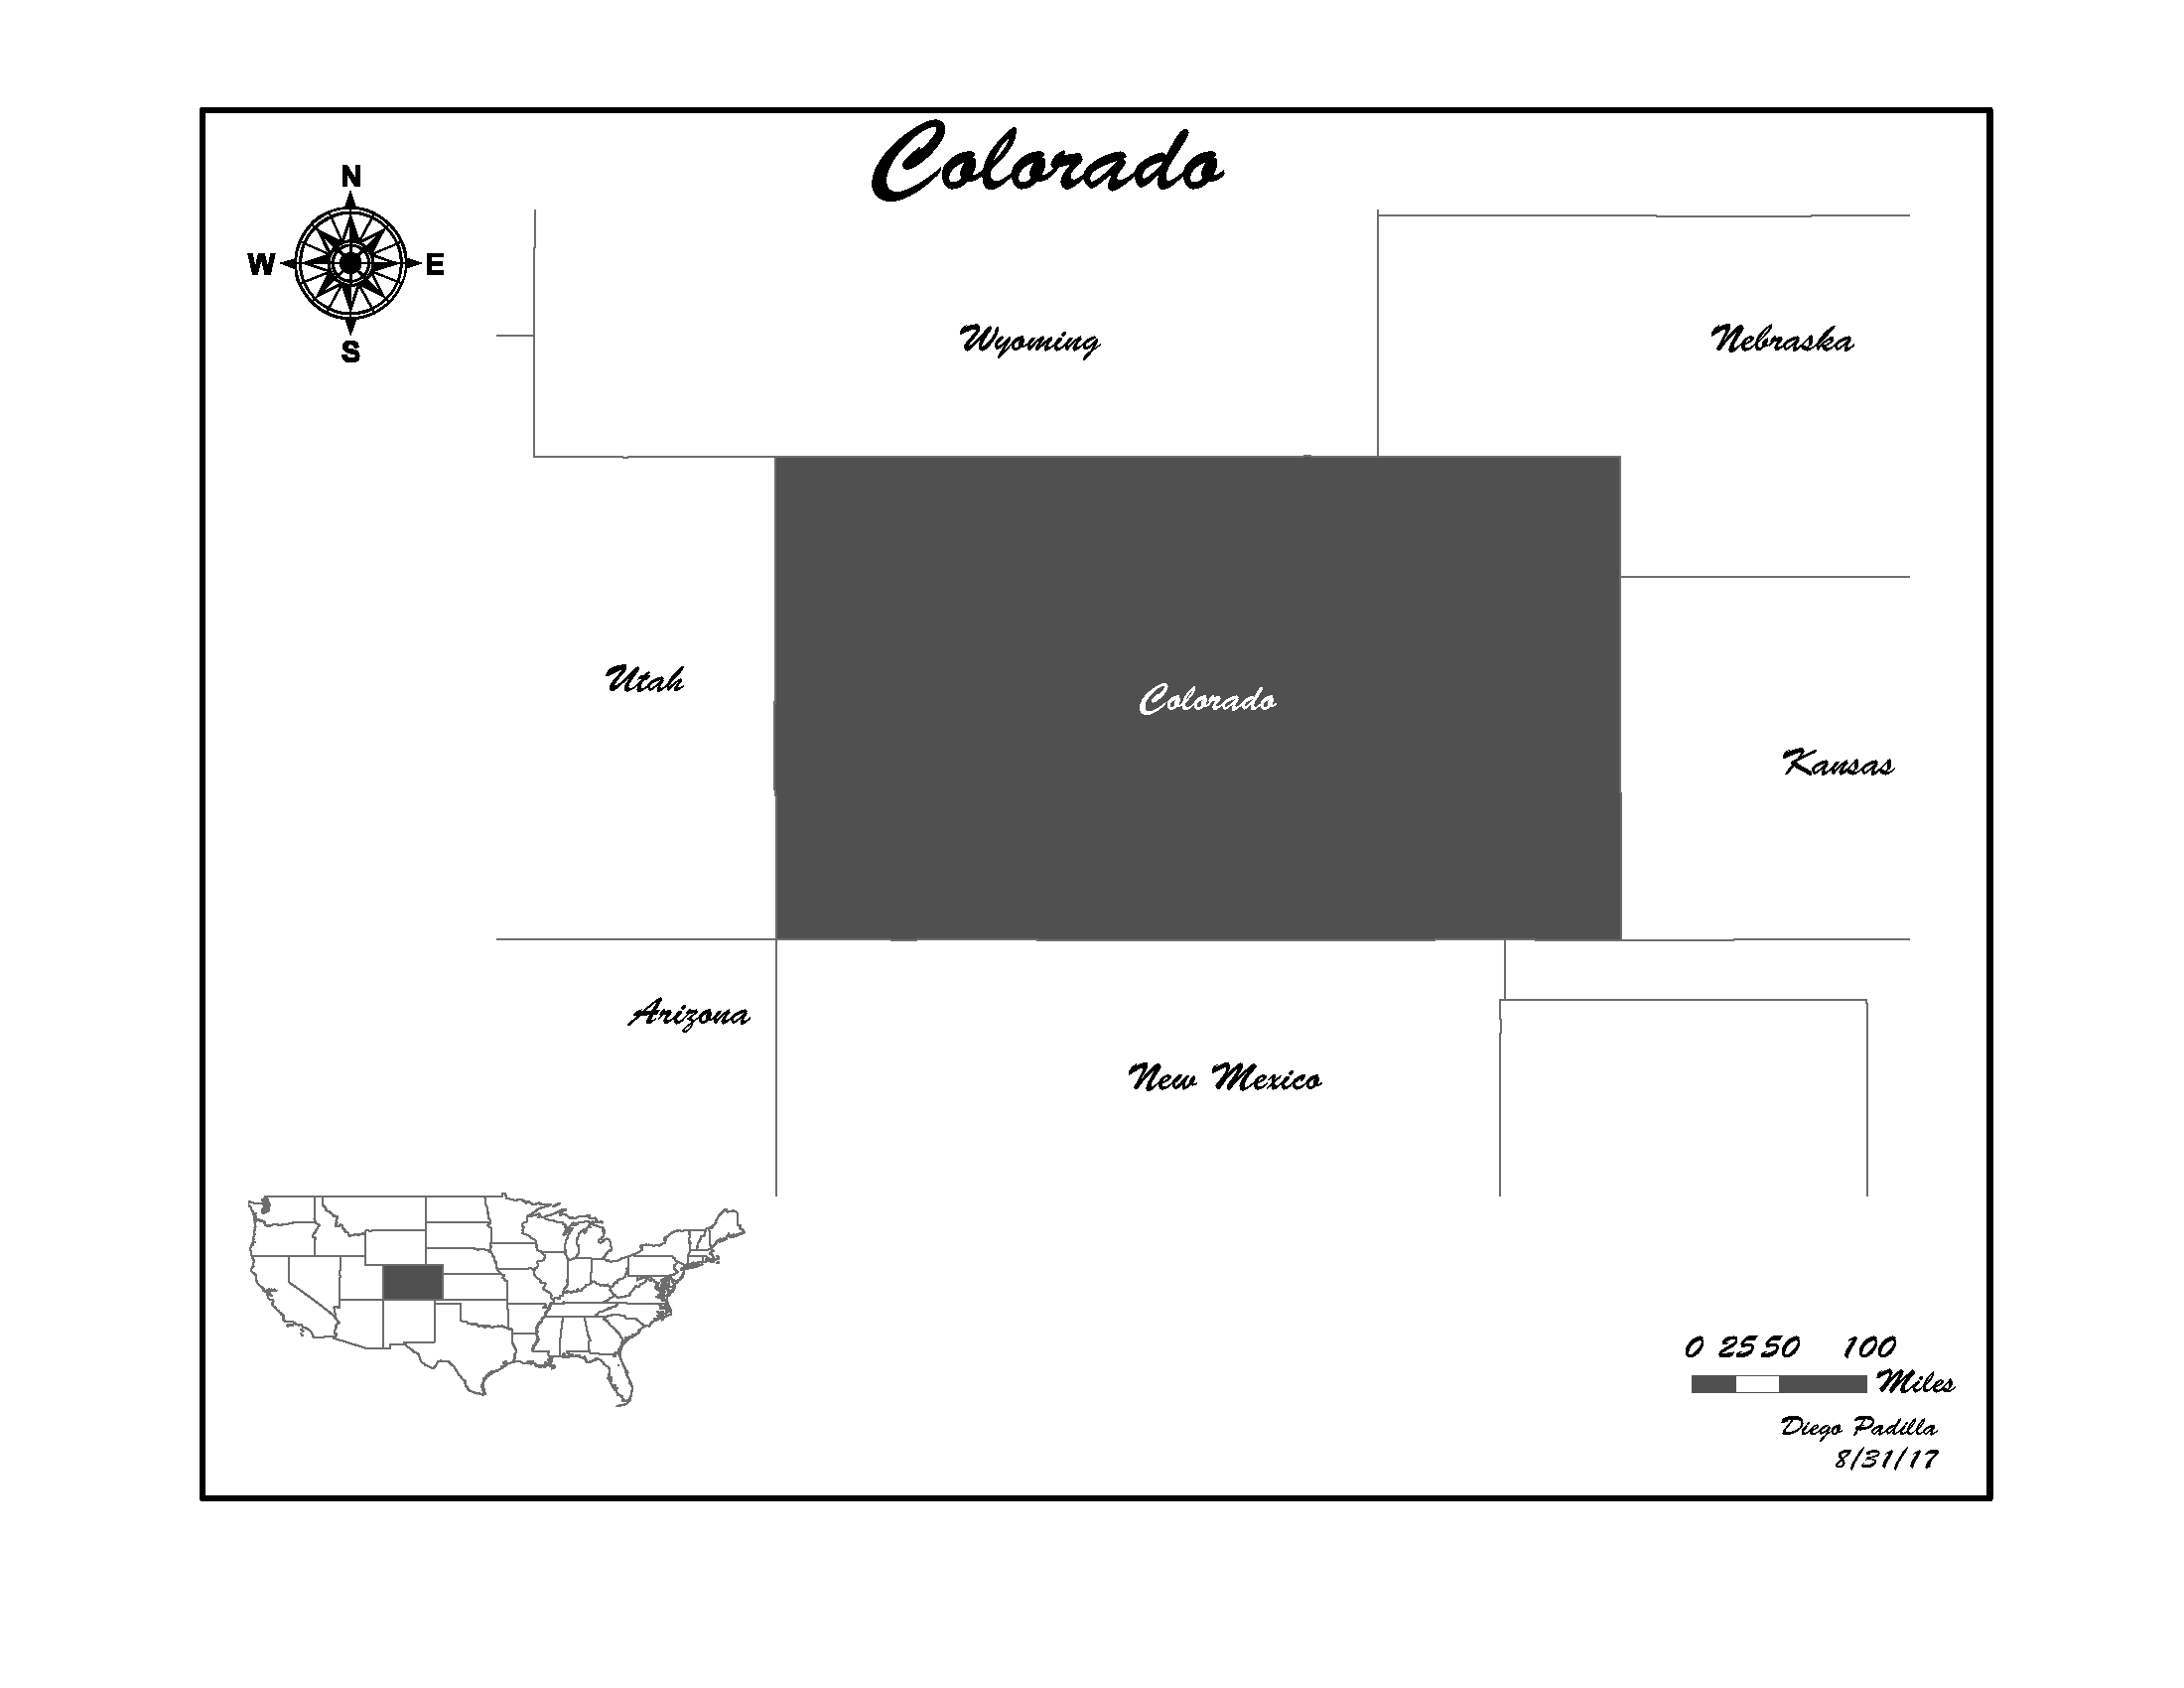 Colorado
N
W E
S
Wyoming
Nebraska
Utah
Colorado
Kansas
Arizona
New Mexico
0 25 50 100
Miles
Diego Padilla
8/31/17